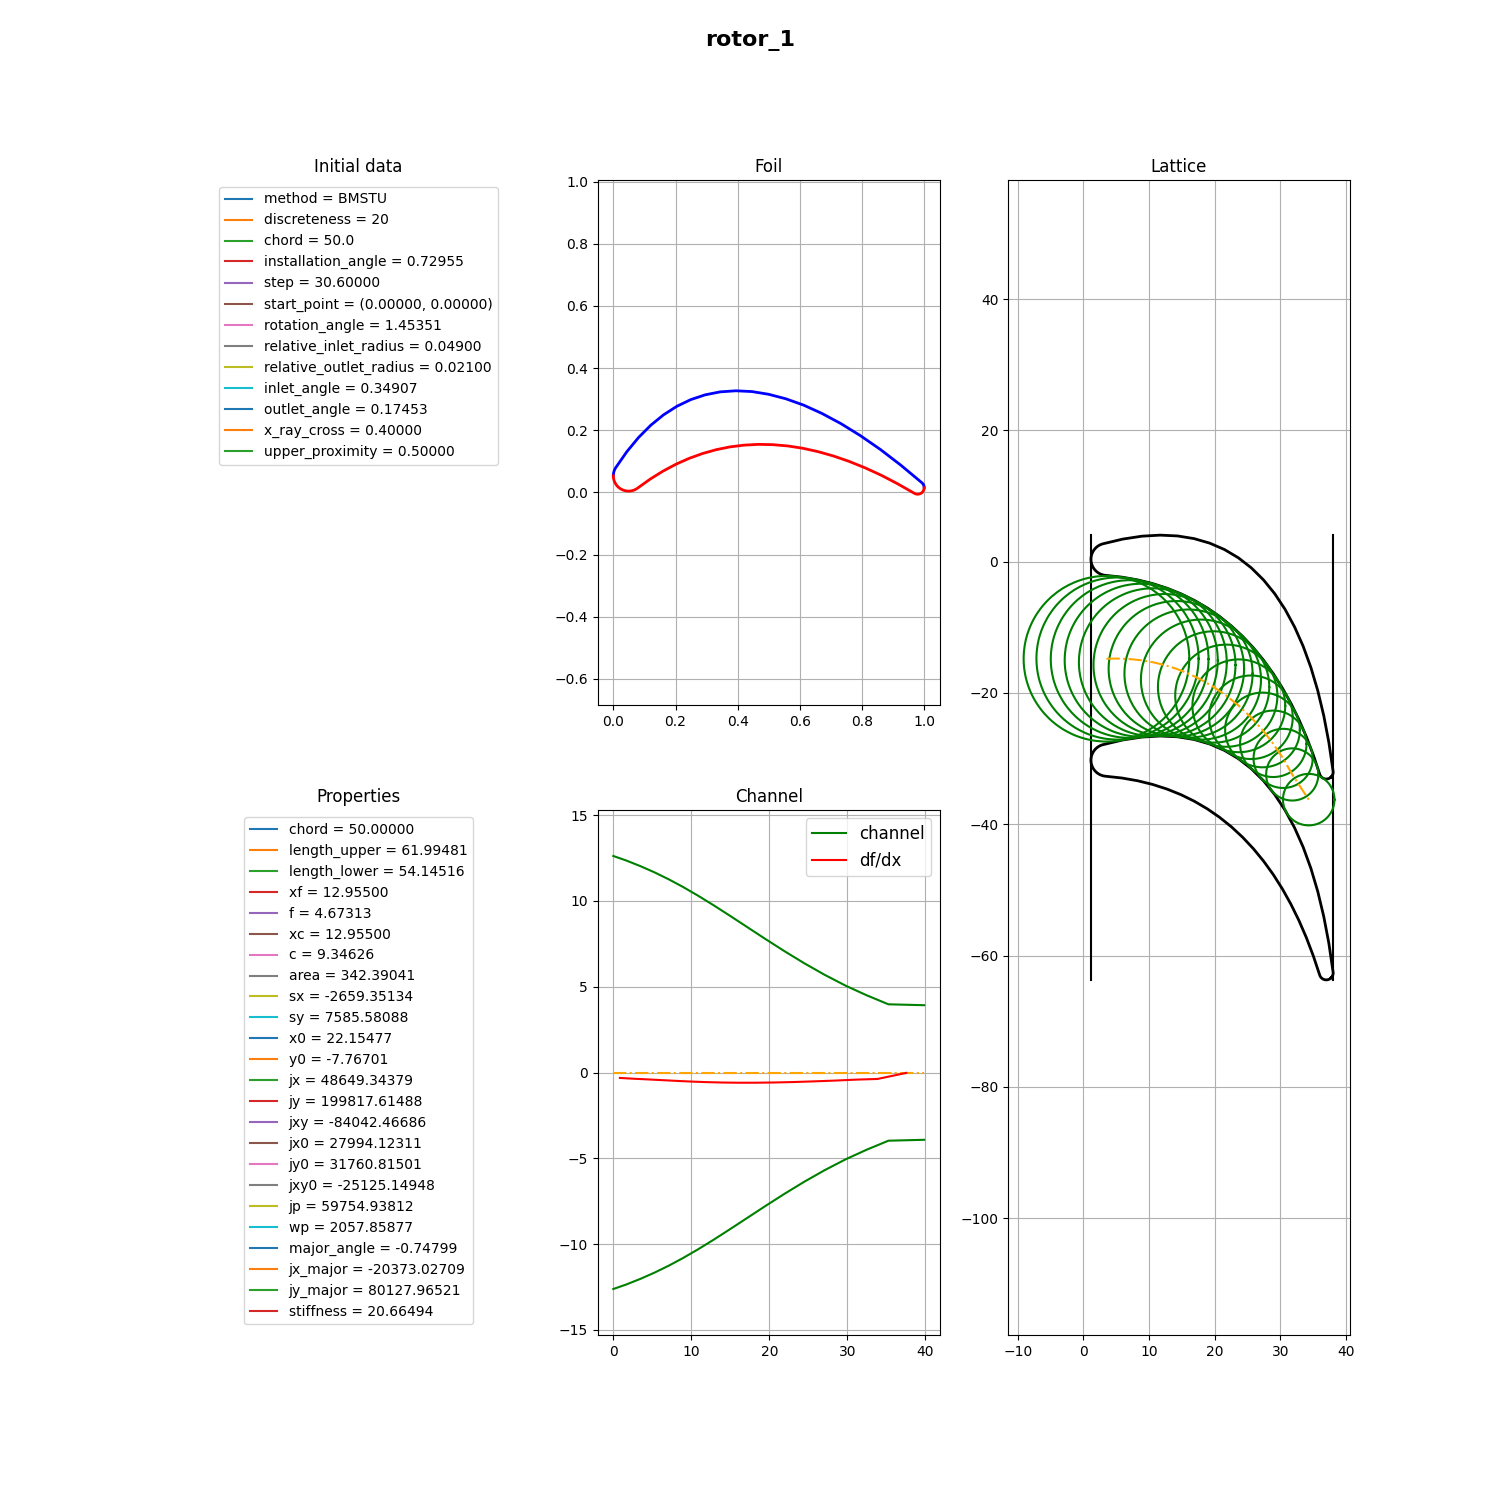 rotor_1
Initial data
method = BMSTU
discreteness = 20
chord = 50.0
installation_angle = 0.72955
step = 30.60000
start_point = (0.00000, 0.00000)
rotation_angle = 1.45351
relative_inlet_radius = 0.04900
relative_outlet_radius = 0.02100
inlet_angle = 0.34907
outlet_angle = 0.17453
x_ray_cross = 0.40000
upper_proximity = 0.50000
Foil
1.0
0.8
0.6
0.4
0.2
0.0
−0.2
−0.4
−0.6
0.0 0.2 0.4 0.6 0.8 1.0
Lattice
40
20
0
−20
−40
−60
−80
−100
−10 0 10 20 30 40
Properties
chord = 50.00000
length_upper = 61.99481
length_lower = 54.14516
xf = 12.95500
f = 4.67313
xc = 12.95500
c = 9.34626
area = 342.39041
sx = -2659.35134
sy = 7585.58088
x0 = 22.15477
y0 = -7.76701
jx = 48649.34379
jy = 199817.61488
jxy = -84042.46686
jx0 = 27994.12311
jy0 = 31760.81501
jxy0 = -25125.14948
jp = 59754.93812
wp = 2057.85877
major_angle = -0.74799
jx_major = -20373.02709
jy_major = 80127.96521
stiffness = 20.66494
Channel
channel
df/dx
15
10
5
0
−5
−10
−15
0 10 20 30 40